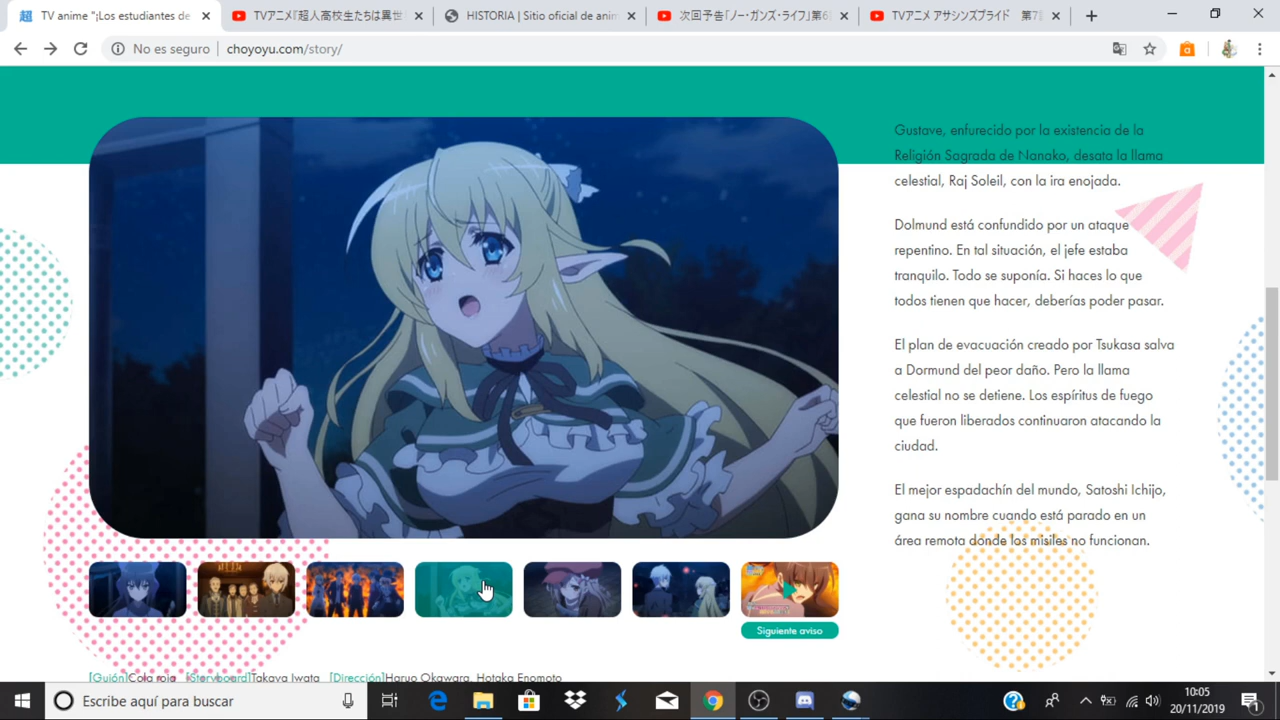 超 TV anime "¡Los estudiantes de
TVアニメ『超人高校生たちは異世
HISTORIA | Sitio oficial de anim
次回予告「ノー・ガンズ・ライフ」第6
TVアニメ アサシンズプライド 第7
No es seguro | choyoyu.com/story/
Gustave, enfurecido por la existencia de la
Religión Sagrada de Nanako, desata la llama
celestial, Raj Soleil, con la ira enojada.
Dolmund está confundido por un ataque
repentino. En tal situación, el jefe estaba
tranquilo. Todo se suponía. Si haces lo que
todos tienen que hacer, deberías poder pasar.
El plan de evacuación creado por Tsukasa salva
a Dormund del peor daño. Pero la llama
celestial no se detiene. Los espíritus de fuego
que fueron liberados continuaron atacando la
ciudad.
El mejor espadachín del mundo, Satoshi Ichijo,
gana su nombre cuando está parado en un
área remota donde los misiles no funcionan.
Siguiente aviso
[Guión]Cola roja [Storyboard]Takaya Iwata [Dirección]Haruo Okawara, Hotaka Enomoto
Escribe aquí para buscar
10:05
20/11/2019